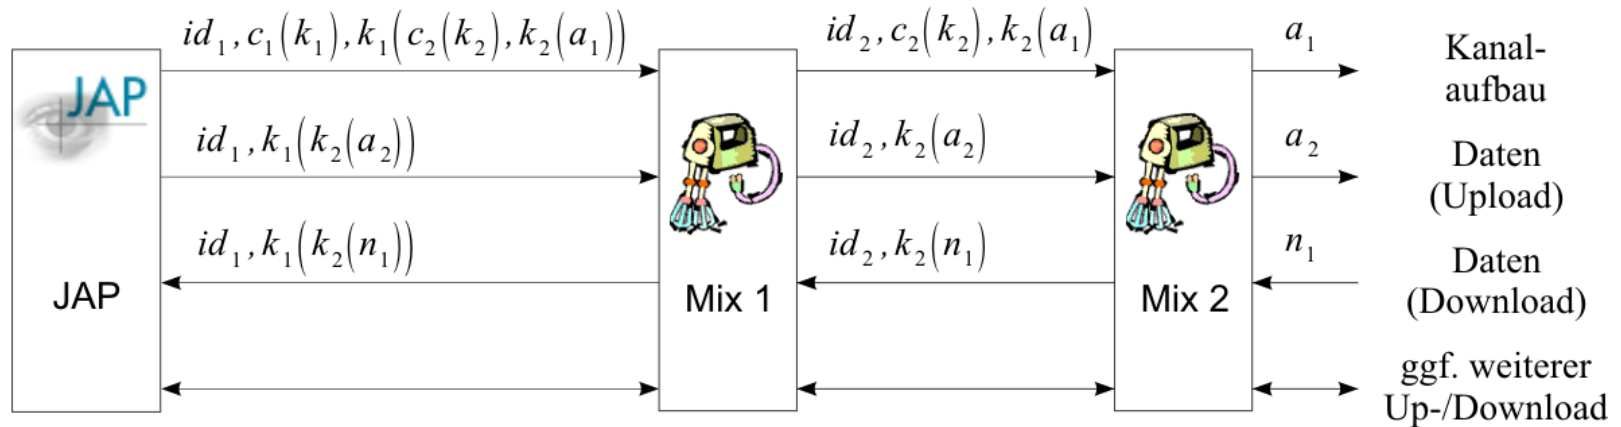 id₁, c₁(k₁), k₁(c₂(k₂), k₂(a₁))
id₂, c₂(k₂), k₂(a₁)
a₁
Kanal-
aufbau
JAP
id₁, k₁(k₂(a₂))
id₂, k₂(a₂)
a₂
Daten
(Upload)
id₁, k₁(k₂(n₁))
id₂, k₂(n₁)
n₁
Daten
(Download)
JAP
Mix 1
Mix 2
ggf. weiterer
Up-/Download